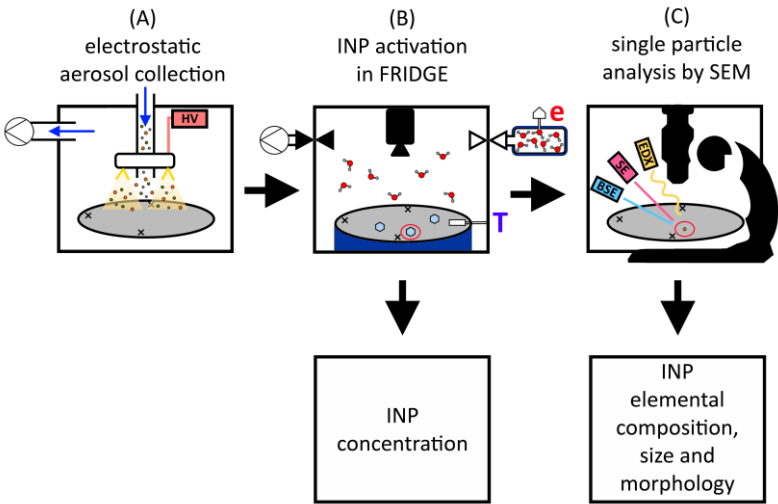 (A)
electrostatic
aerosol collection
HV
(B)
INP activation
in FRIDGE
e
T
(C)
single particle
analysis by SEM
EDX
SE
BSE
INP
concentration
INP
elemental
composition,
size and
morphology